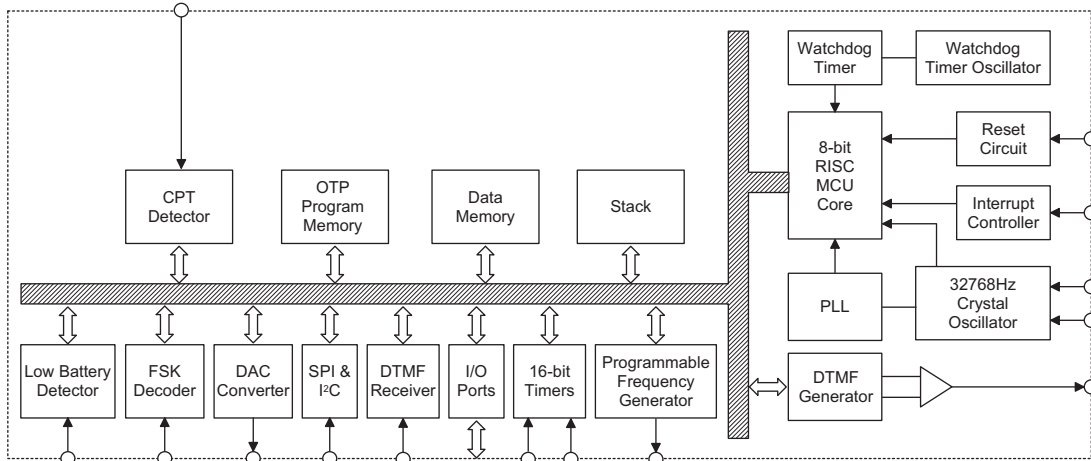 Watchdog
Timer
Watchdog
Timer Oscillator
8-bit
RISC
MCU
Core
Reset
Circuit
Interrupt
Controller
CPT
Detector
OTP
Program
Memory
Data
Memory
Stack
PLL
32768Hz
Crystal
Oscillator
Low Battery
Detector
FSK
Decoder
DAC
Converter
SPI &
I²C
DTMF
Receiver
I/O
Ports
16-bit
Timers
Programmable
Frequency
Generator
DTMF
Generator